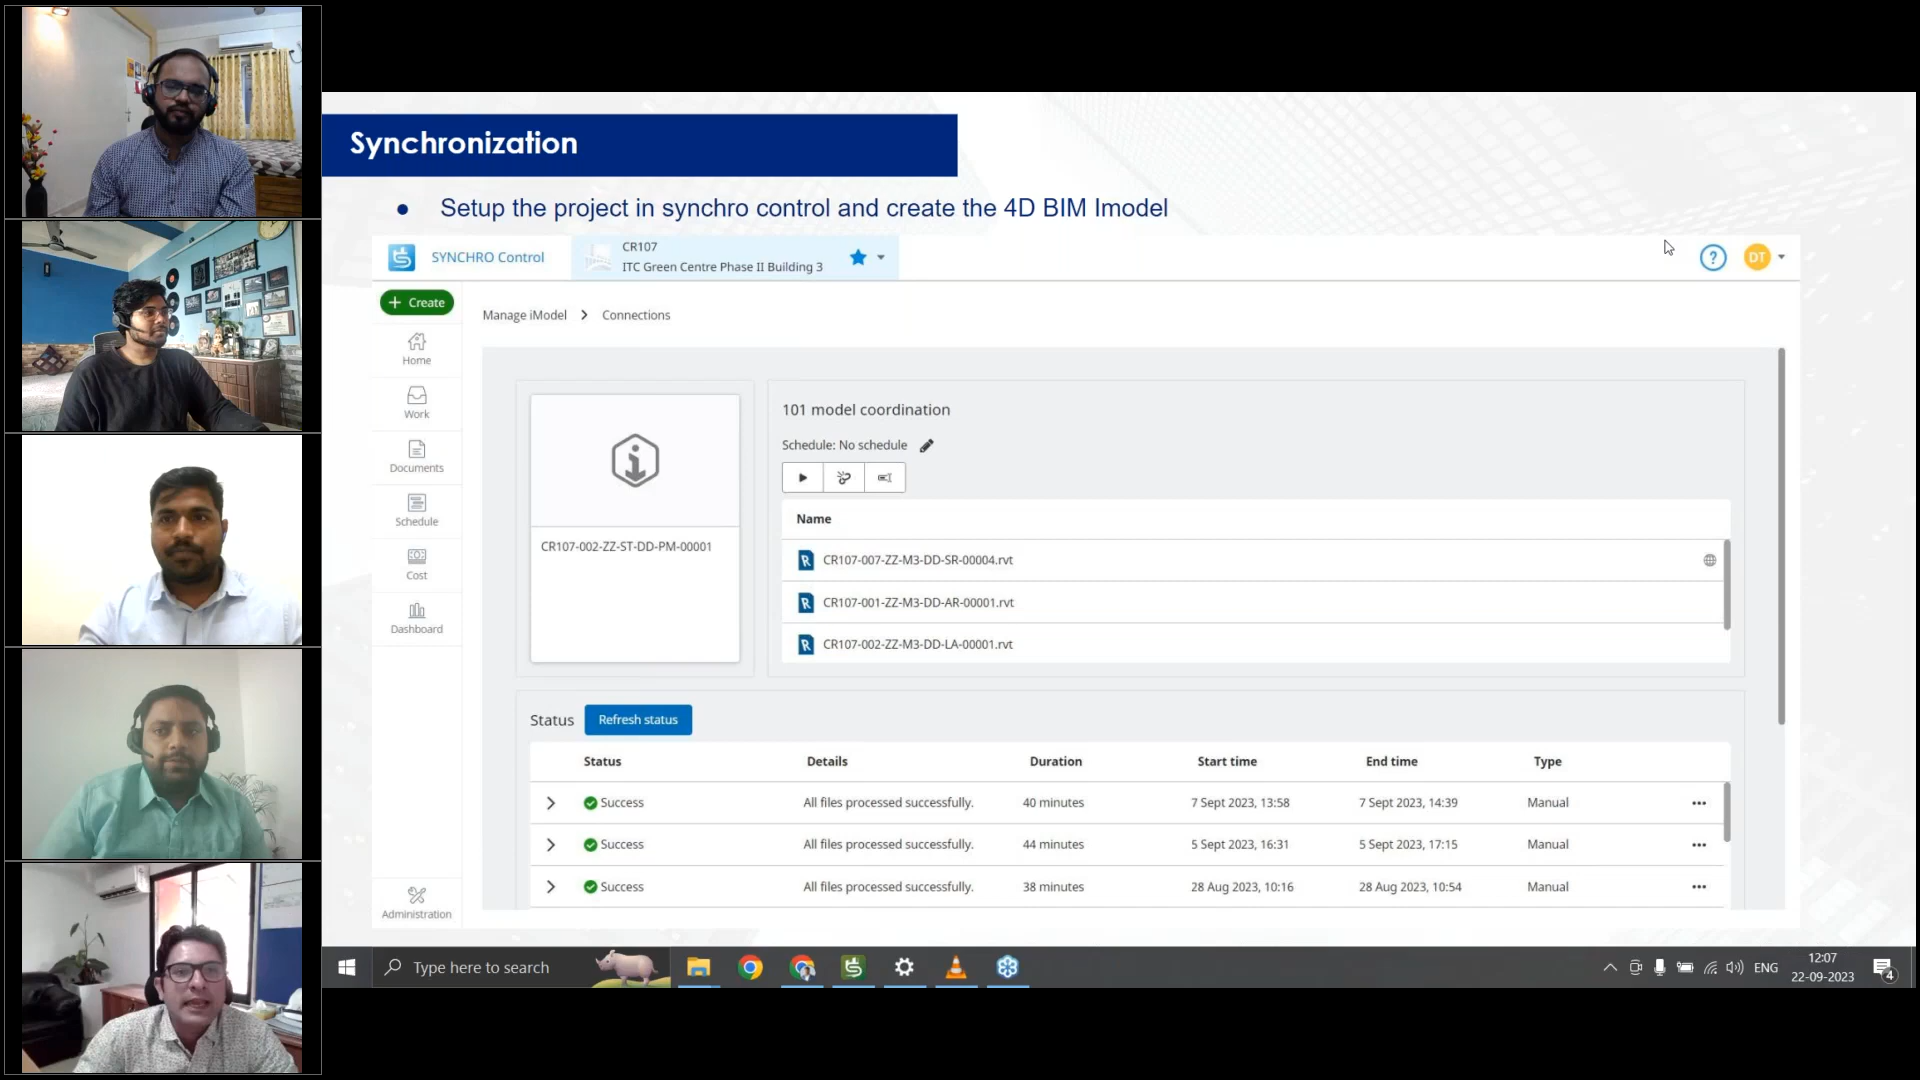 Synchronization
● Setup the project in synchro control and create the 4D BIM Imodel
SYNCHRO Control
CR107
ITC Green Centre Phase II Building 3
?
DT
+ Create
Home
Work
Documents
Schedule
Cost
Dashboard
Administration
Manage iModel > Connections
CR107-002-ZZ-ST-DD-PM-00001
101 model coordination
Schedule: No schedule
Name
R CR107-007-ZZ-M3-DD-SR-00004.rvt
R CR107-001-ZZ-M3-DD-AR-00001.rvt
R CR107-002-ZZ-M3-DD-LA-00001.rvt
Status Refresh status
Status Details Duration Start time End time Type
Success All files processed successfully. 40 minutes 7 Sept 2023, 13:58 7 Sept 2023, 14:39 Manual
Success All files processed successfully. 44 minutes 5 Sept 2023, 16:31 5 Sept 2023, 17:15 Manual
Success All files processed successfully. 38 minutes 28 Aug 2023, 10:16 28 Aug 2023, 10:54 Manual
Type here to search
ENG
12:07
22-09-2023
4